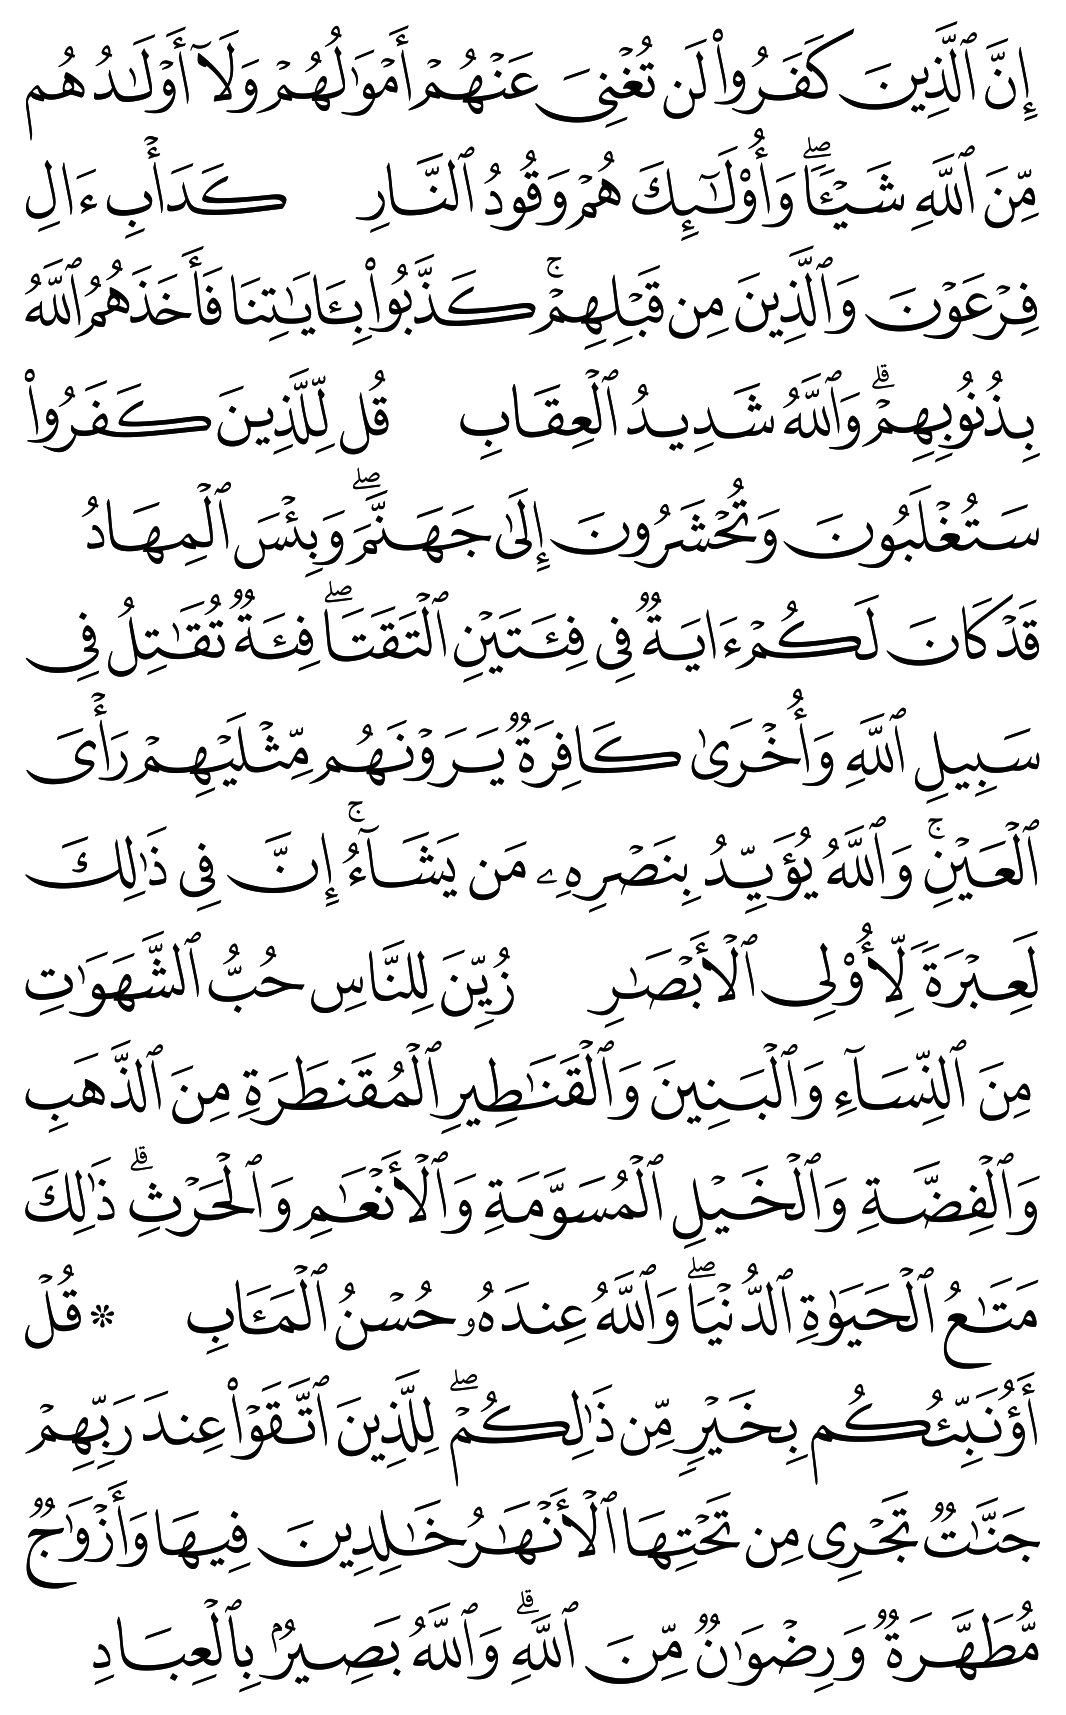 إِنَّ ٱلَّذِينَ كَفَرُواْ لَن تُغْنِىَ عَنْهُمْ أَمْوَٰلُهُمْ وَلَآ أَوْلَٰدُهُم
مِّنَ ٱللَّهِ شَيْـًٔا ۖ وَأُوْلَٰٓئِكَ هُمْ وَقُودُ ٱلنَّارِ كَدَأْبِ ءَالِ
فِرْعَوْنَ وَٱلَّذِينَ مِن قَبْلِهِمْ ۚ كَذَّبُواْ بِـَٔايَٰتِنَا فَأَخَذَهُمُ ٱللَّهُ
بِذُنُوبِهِمْ ۗ وَٱللَّهُ شَدِيدُ ٱلْعِقَابِ قُل لِّلَّذِينَ كَفَرُواْ
سَتُغْلَبُونَ وَتُحْشَرُونَ إِلَىٰ جَهَنَّمَ ۖ وَبِئْسَ ٱلْمِهَادُ
قَدْ كَانَ لَكُمْ ءَايَةٌ فِى فِئَتَيْنِ ٱلْتَقَتَا ۖ فِئَةٌ تُقَٰتِلُ فِى
سَبِيلِ ٱللَّهِ وَأُخْرَىٰ كَافِرَةٌ يَرَوْنَهُم مِّثْلَيْهِمْ رَأْىَ
ٱلْعَيْنِ ۚ وَٱللَّهُ يُؤَيِّدُ بِنَصْرِهِۦ مَن يَشَآءُ ۚ إِنَّ فِى ذَٰلِكَ
لَعِبْرَةً لِّأُوْلِى ٱلْأَبْصَٰرِ زُيِّنَ لِلنَّاسِ حُبُّ ٱلشَّهَوَٰتِ
مِنَ ٱلنِّسَآءِ وَٱلْبَنِينَ وَٱلْقَنَٰطِيرِ ٱلْمُقَنطَرَةِ مِنَ ٱلذَّهَبِ
وَٱلْفِضَّةِ وَٱلْخَيْلِ ٱلْمُسَوَّمَةِ وَٱلْأَنْعَٰمِ وَٱلْحَرْثِ ۗ ذَٰلِكَ
مَتَٰعُ ٱلْحَيَوٰةِ ٱلدُّنْيَا ۖ وَٱللَّهُ عِندَهُۥ حُسْنُ ٱلْمَـَٔابِ * قُلْ
أَؤُنَبِّئُكُم بِخَيْرٍ مِّن ذَٰلِكُمْ ۖ لِلَّذِينَ ٱتَّقَوْاْ عِندَ رَبِّهِمْ
جَنَّٰتٌ تَجْرِى مِن تَحْتِهَا ٱلْأَنْهَٰرُ خَٰلِدِينَ فِيهَا وَأَزْوَٰجٌ
مُّطَهَّرَةٌ وَرِضْوَٰنٌ مِّنَ ٱللَّهِ ۗ وَٱللَّهُ بَصِيرٌۢ بِٱلْعِبَادِ